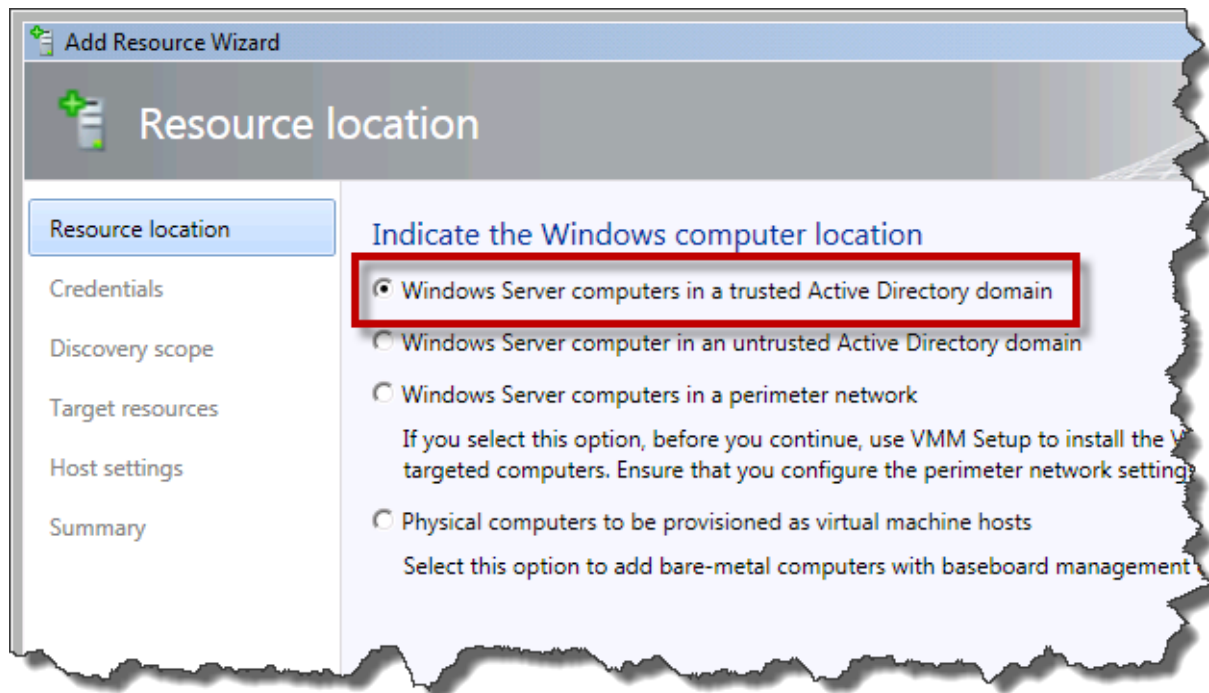 Add Resource Wizard
Resource location
Resource location
Credentials
Discovery scope
Target resources
Host settings
Summary
Indicate the Windows computer location
Windows Server computers in a trusted Active Directory domain
Windows Server computer in an untrusted Active Directory domain
Windows Server computers in a perimeter network
If you select this option, before you continue, use VMM Setup to install the
targeted computers. Ensure that you configure the perimeter network
Physical computers to be provisioned as virtual machine hosts
Select this option to add bare-metal computers with baseboard management